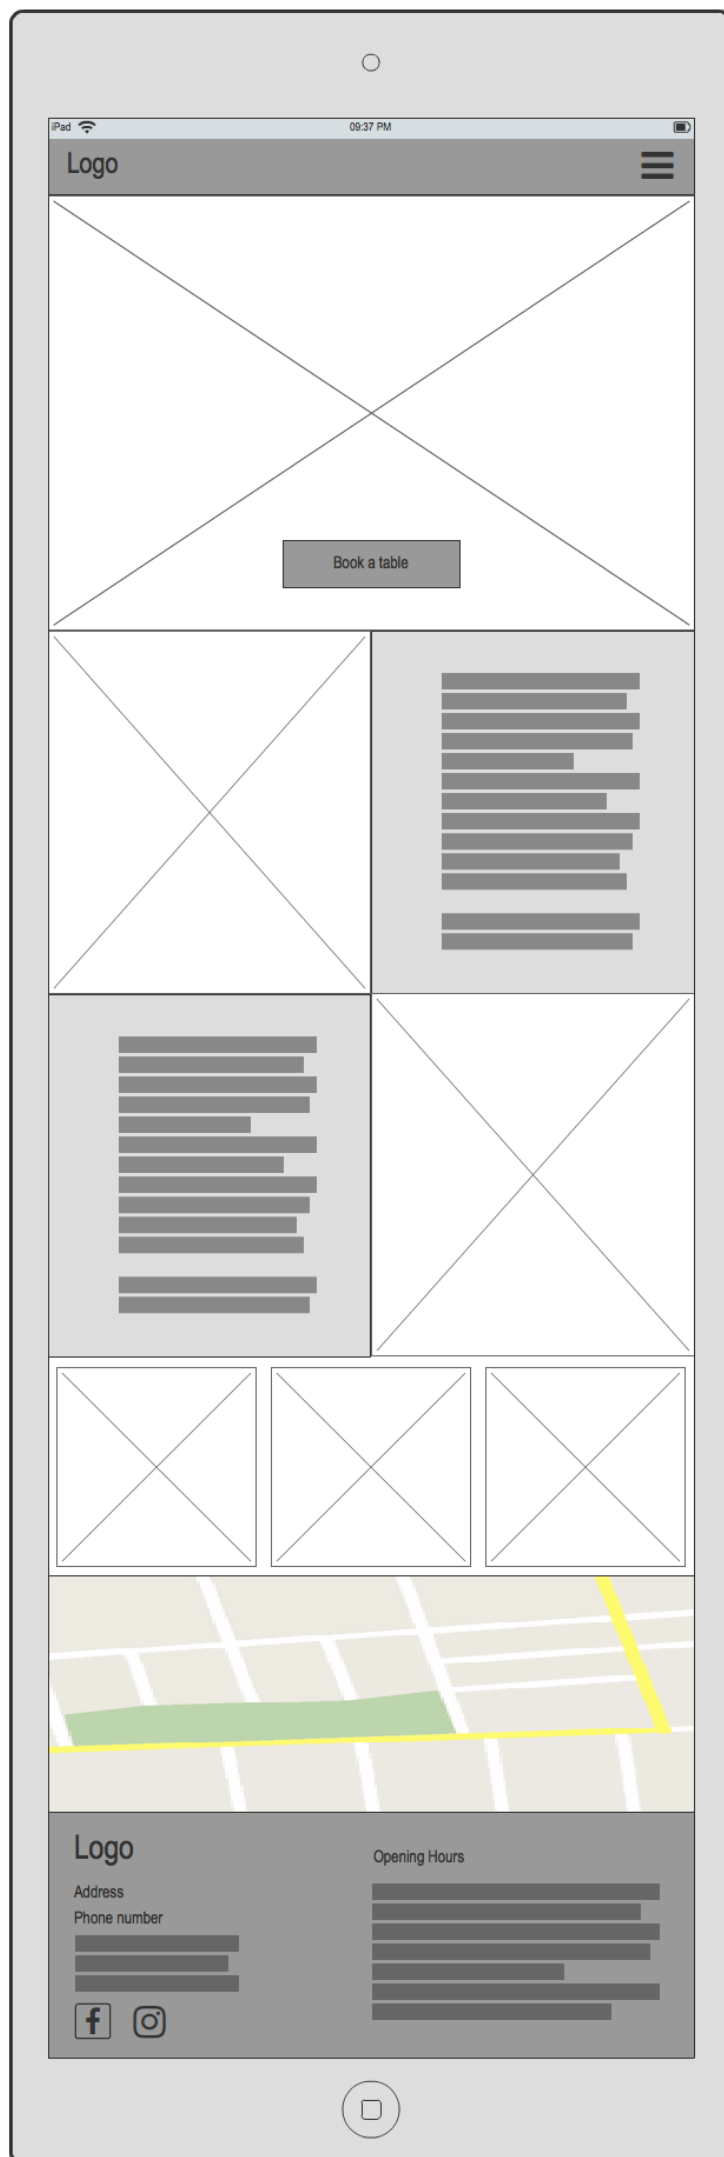 iPad 09:37 PM
Logo
Book a table
Logo
Opening Hours
Address
Phone number